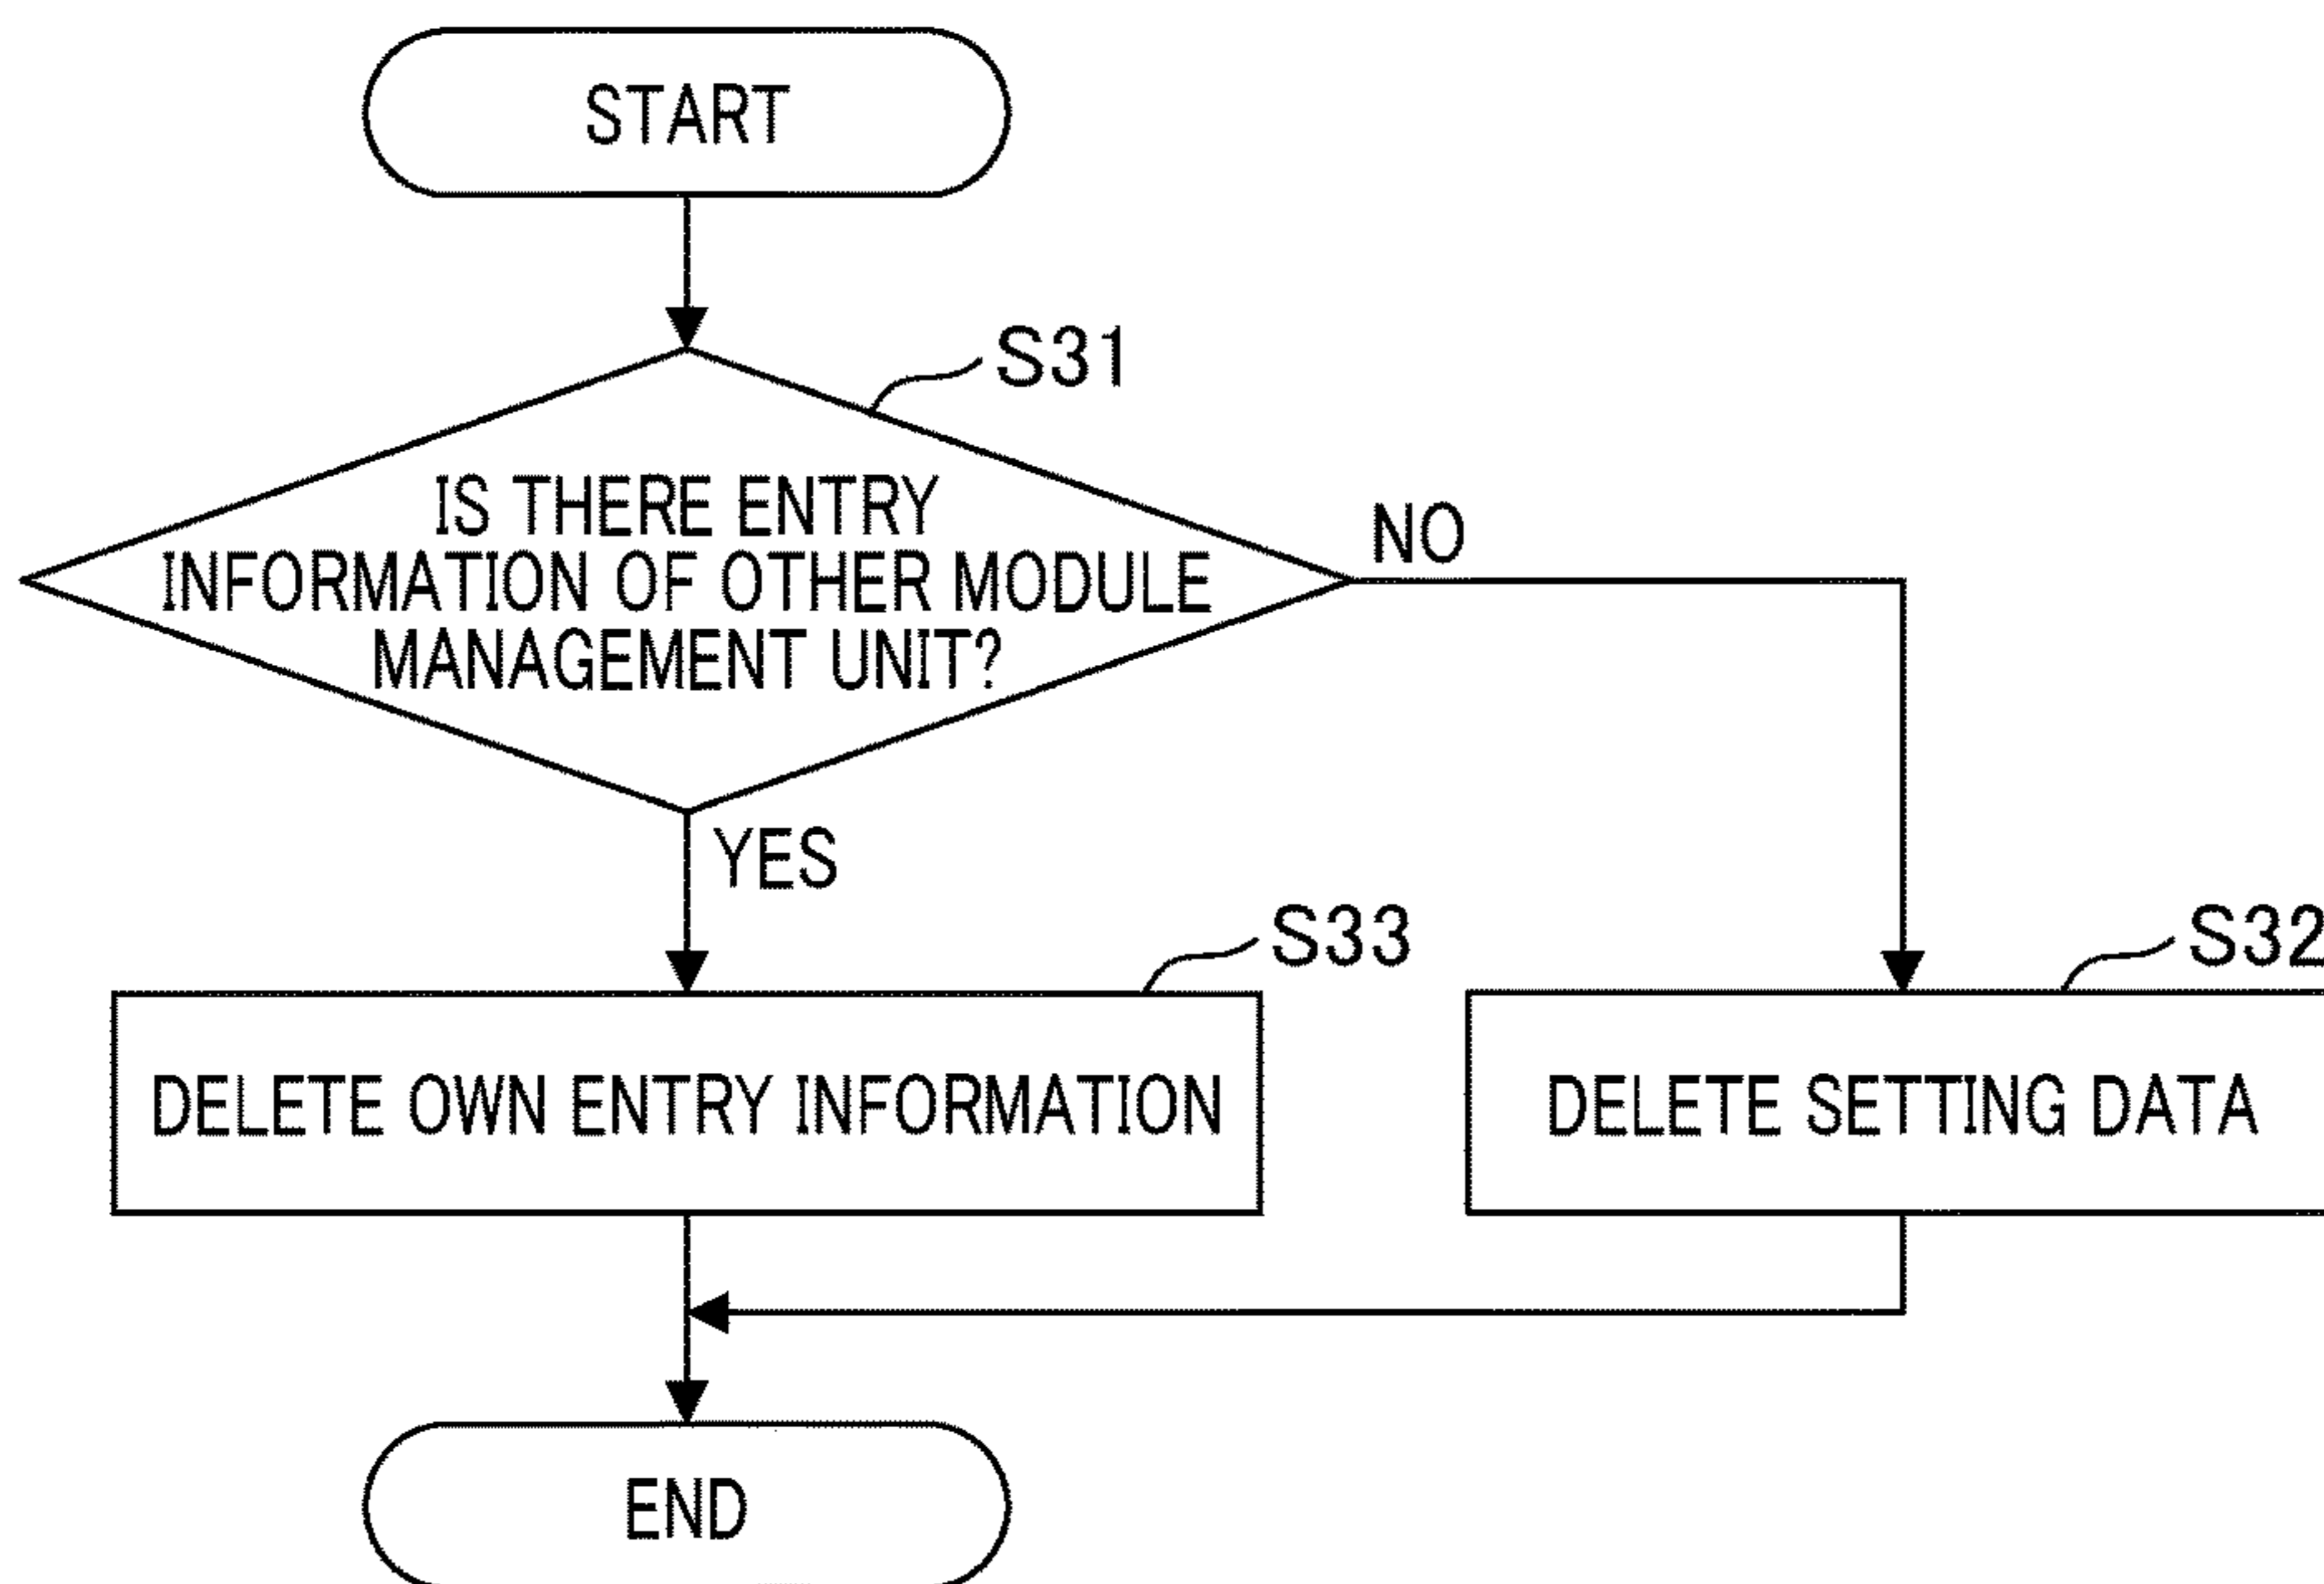 START
S31
IS THERE ENTRY
INFORMATION OF OTHER MODULE
MANAGEMENT UNIT?
NO
YES
S33
S32
DELETE OWN ENTRY INFORMATION
DELETE SETTING DATA
END